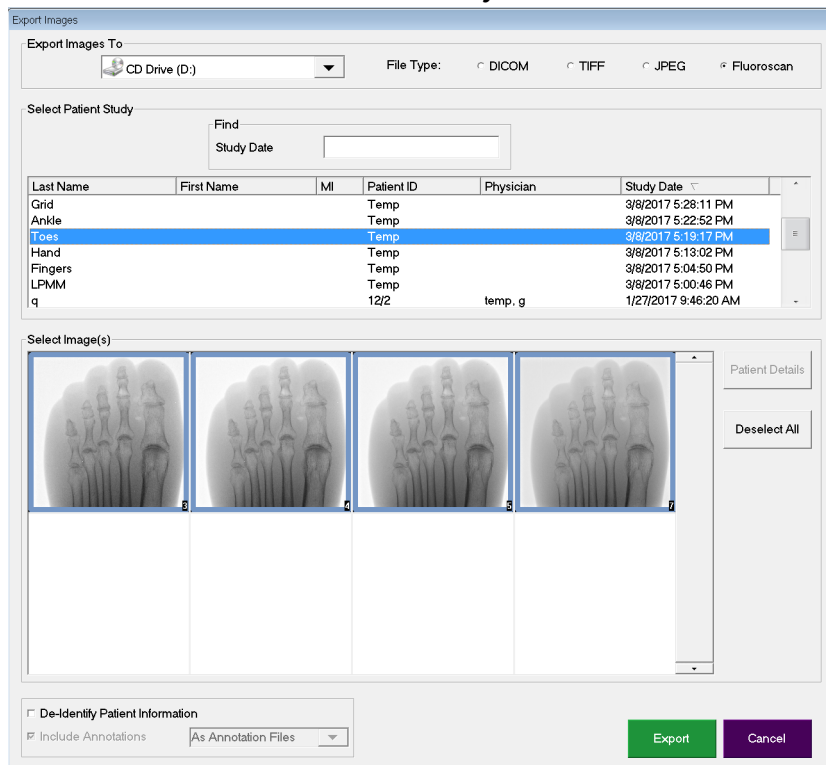 Export Images
Export Images To
CD Drive (D:)
File Type: DICOM TIFF JPEG Fluoroscan
Select Patient Study
Find
Study Date
Last Name First Name MI Patient ID Physician Study Date
Grid Temp 3/8/2017 5:28:11 PM
Ankle Temp 3/8/2017 5:22:52 PM
Toes Temp 3/8/2017 5:19:17 PM
Hand Temp 3/8/2017 5:13:02 PM
Fingers Temp 3/8/2017 5:04:50 PM
LPMM Temp 3/8/2017 5:00:46 PM
q 12/2 temp, g 1/27/2017 9:46:20 AM
Select Image(s)
Patient Details
Deselect All
3 4 5 7
De-Identify Patient Information
Include Annotations As Annotation Files
Export Cancel